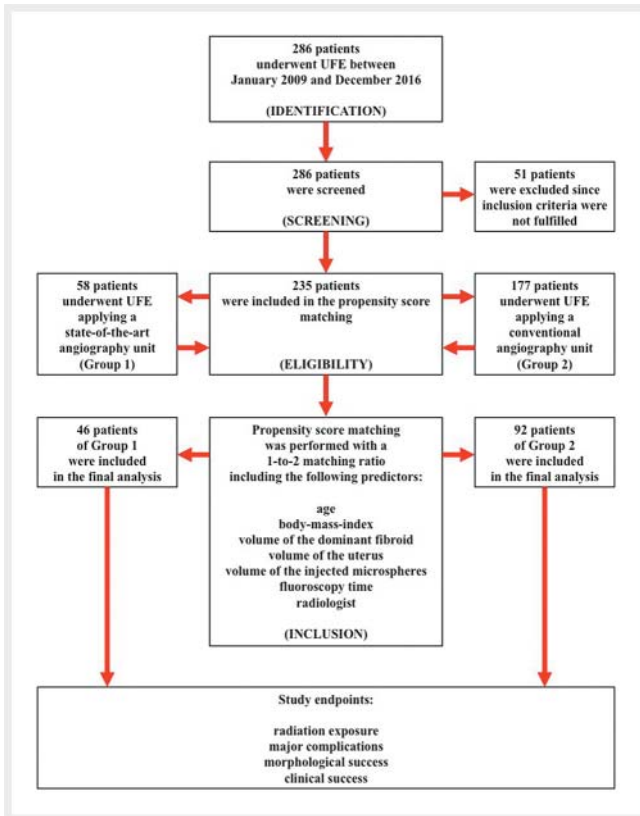 286 patients
underwent UFE between
January 2009 and December 2016
(IDENTIFICATION)
286 patients
were screened
(SCREENING)
51 patients
were excluded since
inclusion criteria were
not fulfilled
58 patients
underwent UFE
applying a
state-of-the-art
angiography unit
(Group 1)
235 patients
were included in the propensity score
matching
(ELIGIBILITY)
177 patients
underwent UFE
applying a
conventional
angiography unit
(Group 2)
46 patients
of Group 1
were included
in the final analysis
Propensity score matching
was performed with a
1-to-2 matching ratio
including the following predictors:
age
body-mass-index
volume of the dominant fibroid
volume of the uterus
volume of the injected microspheres
fluoroscopy time
radiologist
(INCLUSION)
92 patients
of Group 2
were included
in the final analysis
Study endpoints:
radiation exposure
major complications
morphological success
clinical success